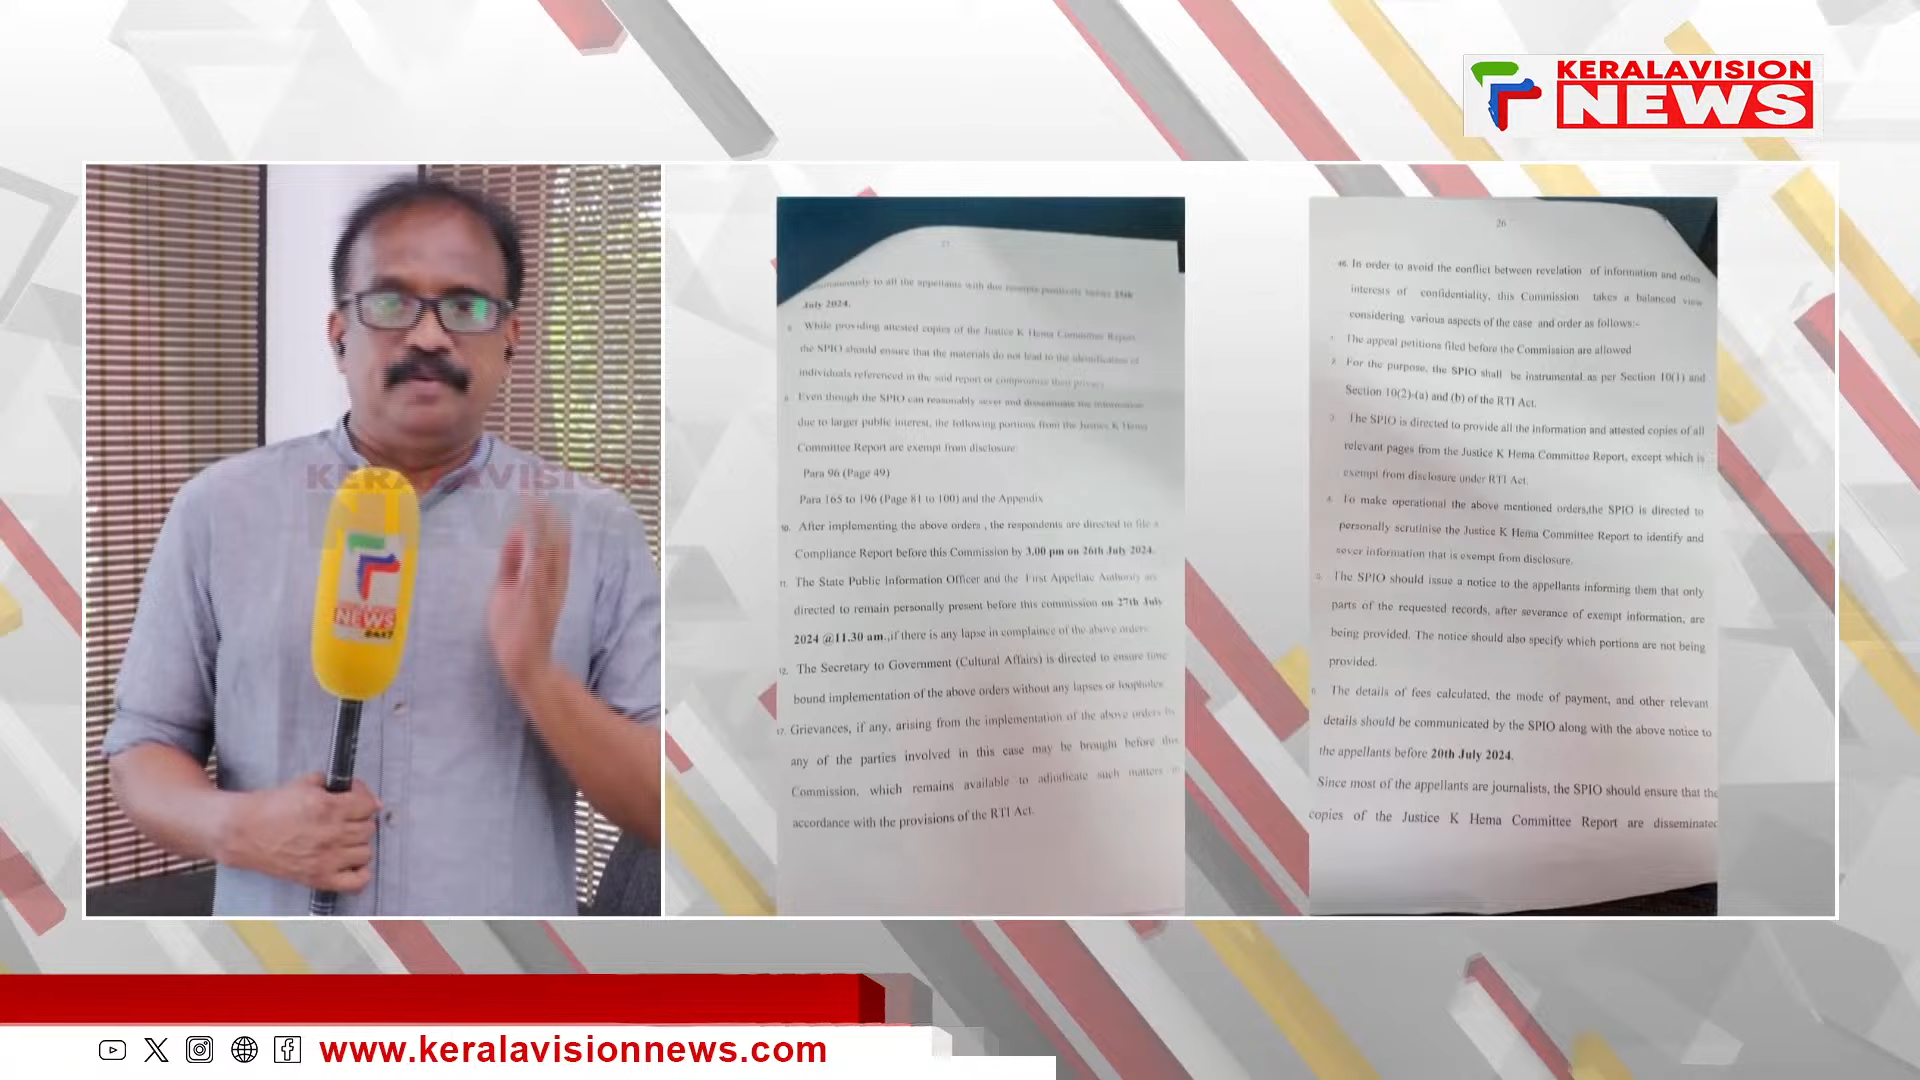 KERALAVISION
NEWS
KERALAVISION
NEWS
to all the appellants with due
July 2024.
While providing attested copies of the Justice K Hema Committee Report,
the SPIO should ensure that the materials do not lead to the identification of
individuals referenced in the said report or compromise their privacy
Even though the SPIO can reasonably sever and disseminate the information
due to larger public interest, the following portions from the Justice K Hema
Committee Report are exempt from disclosure:
Para 96 (Page 49)
Para 165 to 196 (Page 81 to 100) and the Appendix
10. After implementing the above orders , the respondents are directed to file a
Compliance Report before this Commission by 3.00 pm on 26th July 2024.
11. The State Public Information Officer and the First Appellate Authority are
directed to remain personally present before this commission on 27th July
2024 @11.30 am.,if there is any lapse in complaince of the above orders.
12. The Secretary to Government (Cultural Affairs) is directed to ensure time
bound implementation of the above orders without any lapses or loopholes.
Grievances, if any, arising from the implementation of the above orders by
any of the parties involved in this case may be brought before this
Commission, which remains available to adjudicate such matters in
accordance with the provisions of the RTI Act.
26
46. In order to avoid the conflict between revelation of information and other
interests of confidentiality, this Commission takes a balanced view
considering various aspects of the case and order as follows:-
The appeal petitions filed before the Commission are allowed
For the purpose, the SPIO shall be instrumental as per Section 10(1) and
Section 10(2)-(a) and (b) of the RTI Act.
The SPIO is directed to provide all the information and attested copies of all
relevant pages from the Justice K Hema Committee Report, except which is
exempt from disclosure under RTI Act.
To make operational the above mentioned orders,the SPIO is directed to
personally scrutinise the Justice K Hema Committee Report to identify and
sever information that is exempt from disclosure.
The SPIO should issue a notice to the appellants informing them that only
parts of the requested records, after severance of exempt information, are
being provided. The notice should also specify which portions are not being
provided.
The details of fees calculated, the mode of payment, and other relevant
details should be communicated by the SPIO along with the above notice to
the appellants before 20th July 2024.
Since most of the appellants are journalists, the SPIO should ensure that the
copies of the Justice K Hema Committee Report are disseminated
www.keralavisionnews.com